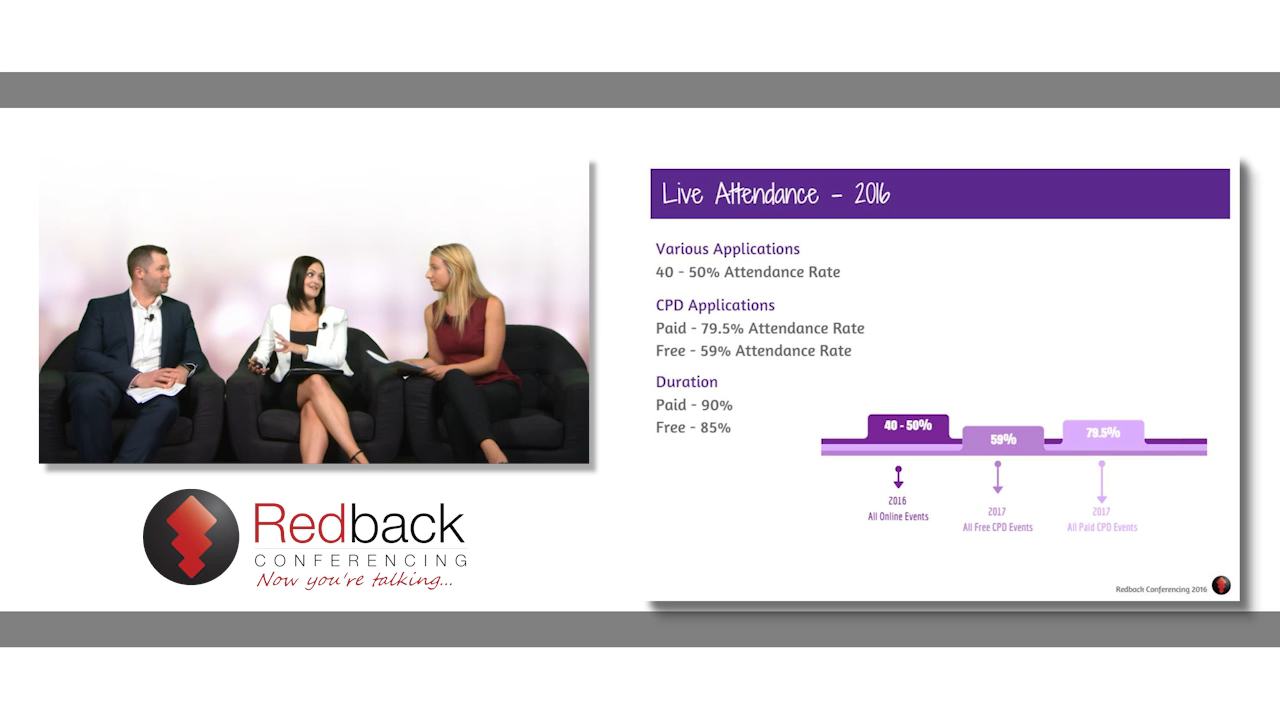 Live Attendance - 2016
Various Applications
40 - 50% Attendance Rate
CPD Applications
Paid - 79.5% Attendance Rate
Free - 59% Attendance Rate
Duration
Paid - 90%
Free - 85%
40 - 50%
59%
79.5%
2016
All Online Events
2017
All Free CPD Events
2017
All Paid CPD Events
Redback Conferencing 2016
Redback
CONFERENCING
Now you're talking...